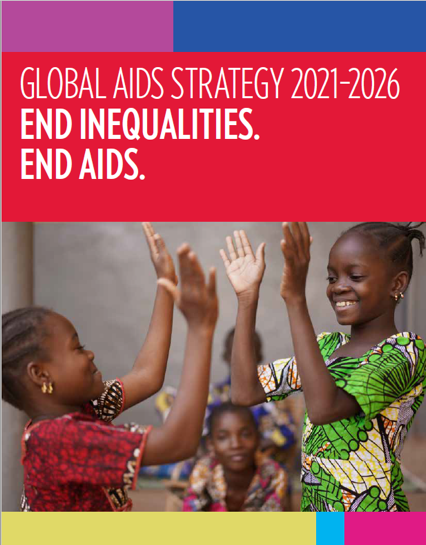 GLOBAL AIDS STRATEGY 2021–2026
END INEQUALITIES.
END AIDS.